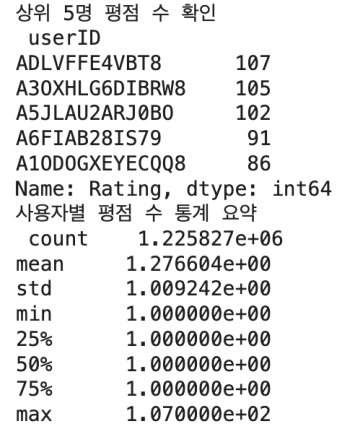 상위 5명 평점 수 확인
userID
ADLVFFE4VBT8 107
A3OXHLG6DIBRW8 105
A5JLAU2ARJ0BO 102
A6FIAB28IS79 91
A1ODOGXEYECQQ8 86
Name: Rating, dtype: int64
사용자별 평점 수 통계 요약
count 1.225827e+06
mean 1.276604e+00
std 1.009242e+00
min 1.000000e+00
25% 1.000000e+00
50% 1.000000e+00
75% 1.000000e+00
max 1.070000e+02